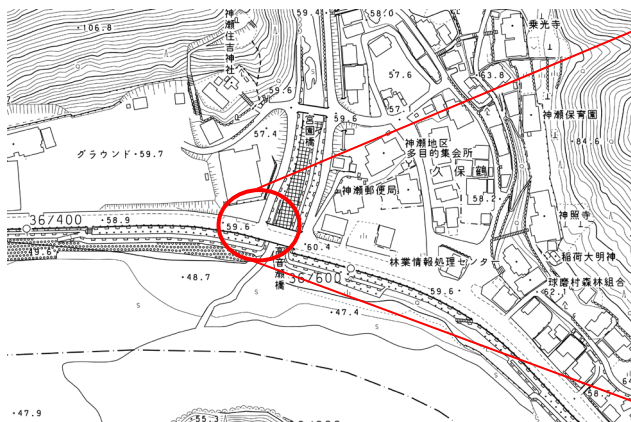 ・106.8
神瀬住吉神社
59.4
58.0
乗光寺
57.6
63.8
59.6
57.1
宮園橋
59.6
神瀬保育園
57.4
神瀬地区
多目的集会所
・84.6
グラウンド・59.7
久保鶴
神瀬郵便局
58.2
36/400
・58.9
59.6
神照寺
・60.4
49.6
林業情報処理センター
稲荷大明神
・48.7
36/600
59.6
球磨村森林組合
62.1
S
・47.4
S
S
58.5
・47.9
・55.3